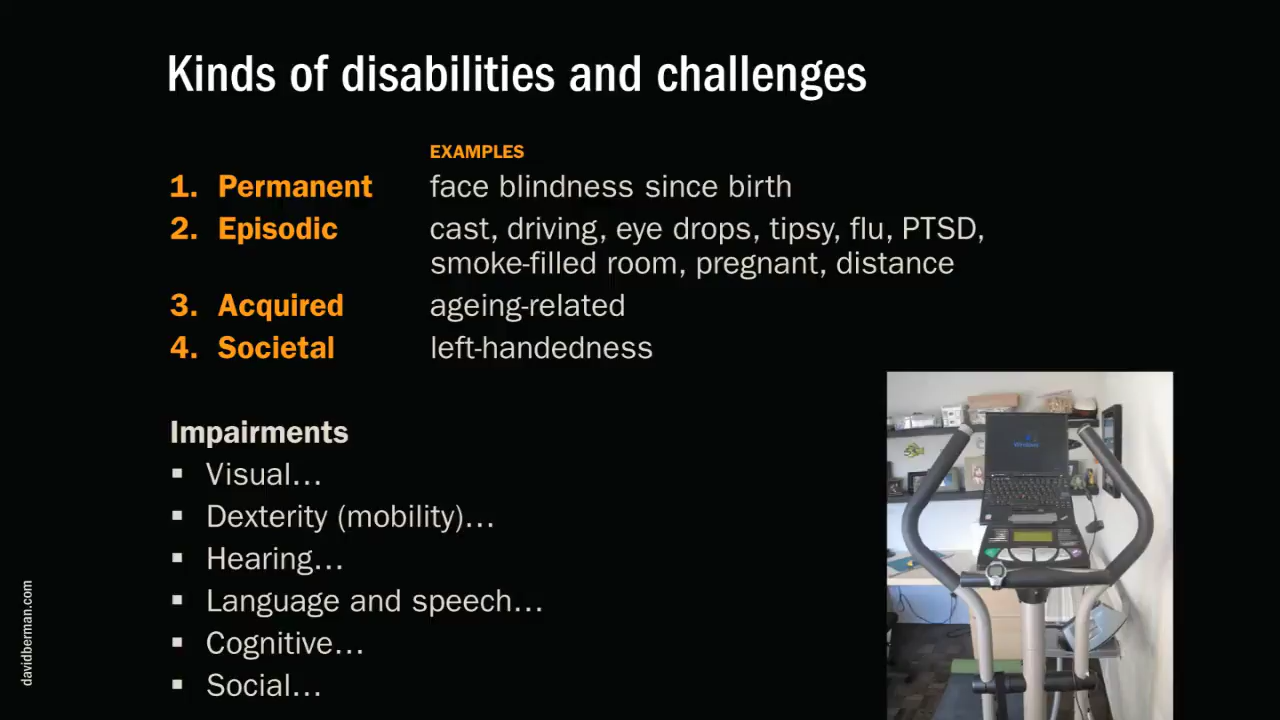 Kinds of disabilities and challenges
EXAMPLES
1. Permanent face blindness since birth
2. Episodic cast, driving, eye drops, tipsy, flu, PTSD,
smoke-filled room, pregnant, distance
3. Acquired ageing-related
4. Societal left-handedness
Impairments
▪ Visual…
▪ Dexterity (mobility)…
▪ Hearing…
▪ Language and speech…
▪ Cognitive…
▪ Social…
davidberman.com
Windows